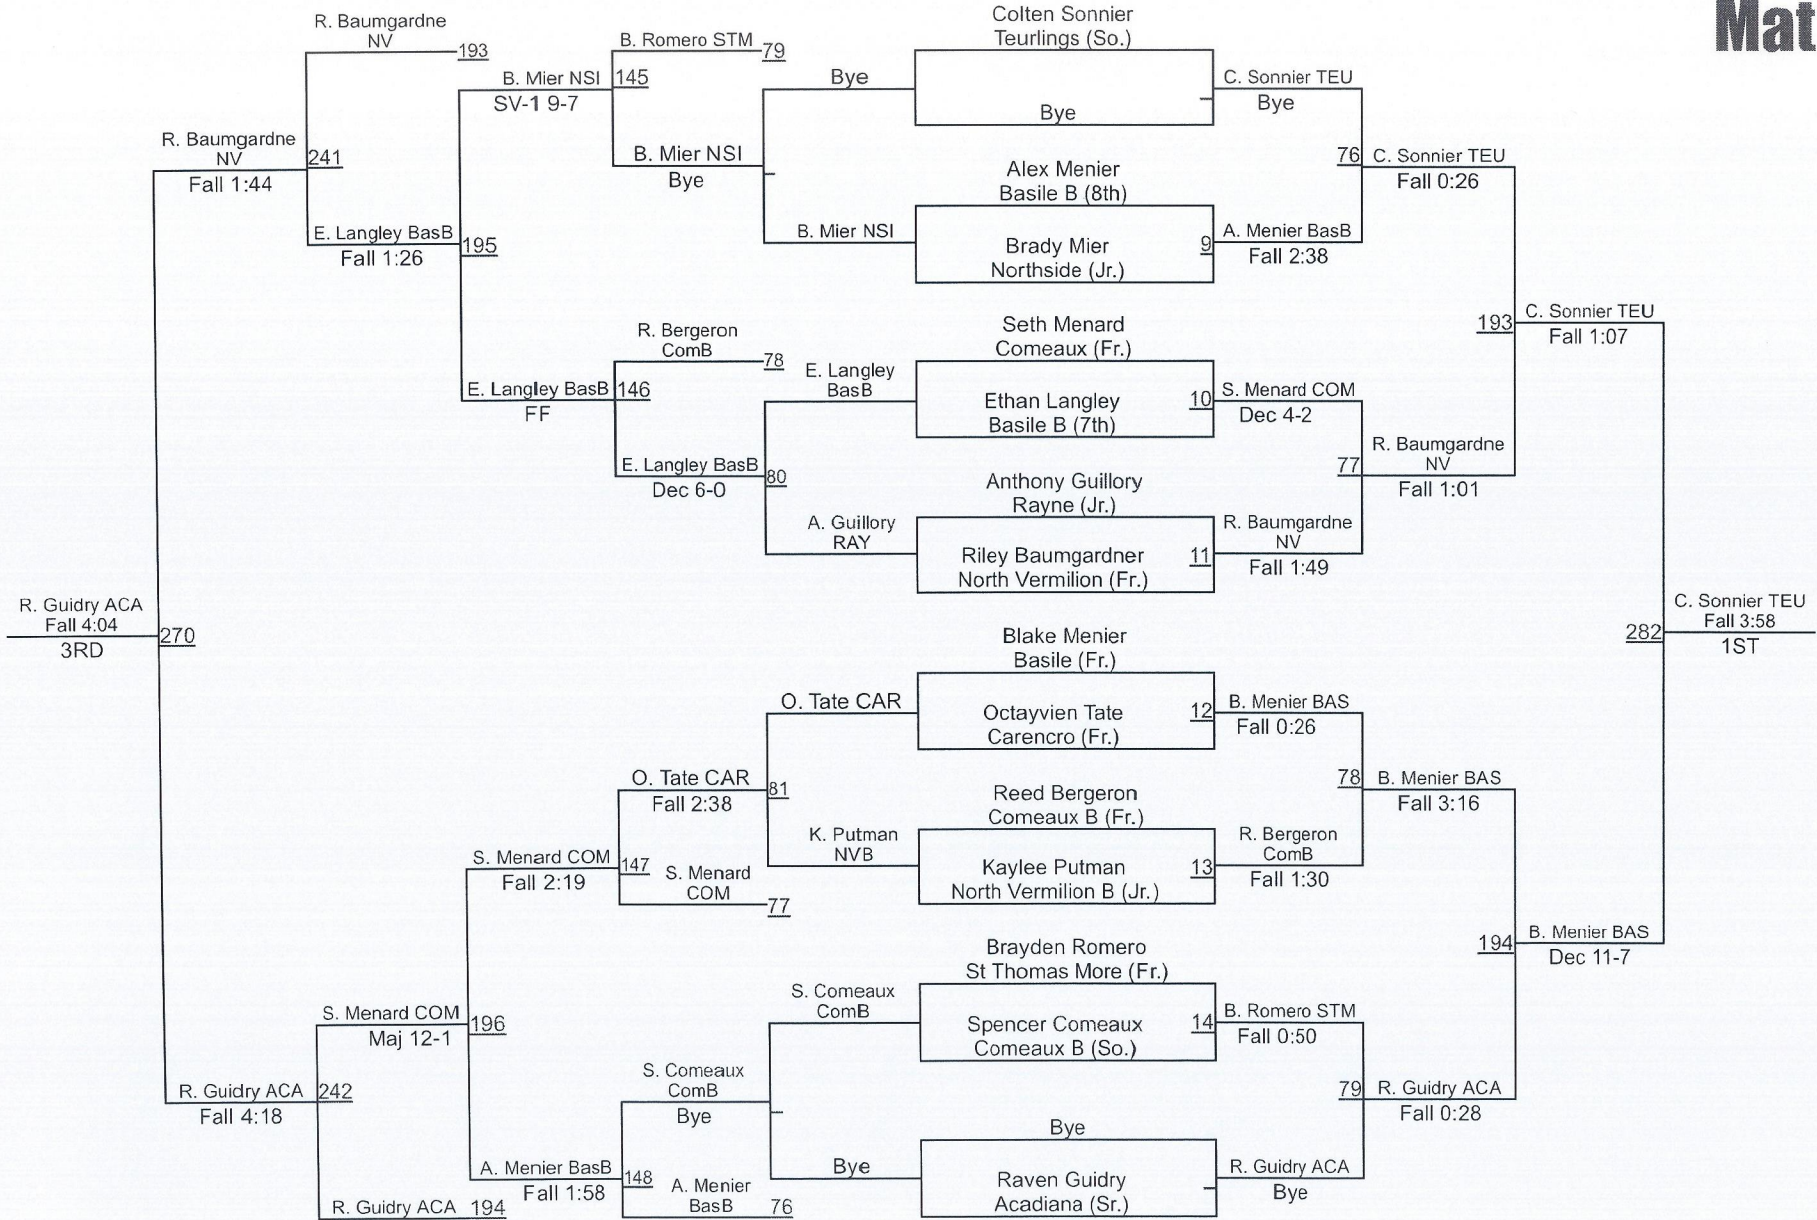 Mat
R. Baumgardne
NV
193
R. Baumgardne
NV
Fall 1:44
241
E. Langley BasB
Fall 1:26
195
B. Mier NSI
SV-1 9-7
145
B. Romero STM
79
B. Mier NSI
Bye
Bye
B. Mier NSI
E. Langley BasB
FF
146
R. Bergeron
ComB
78
E. Langley BasB
Dec 6-0
80
E. Langley
BasB
A. Guillory
RAY
R. Guidry ACA
Fall 4:04
3RD
270
O. Tate CAR
O. Tate CAR
Fall 2:38
81
K. Putman
NVB
S. Menard COM
Fall 2:19
147
S. Menard
COM
77
S. Menard COM
Maj 12-1
196
R. Guidry ACA
Fall 4:18
242
S. Comeaux
ComB
S. Comeaux
ComB
Bye
Bye
A. Menier BasB
Fall 1:58
148
A. Menier
BasB
76
R. Guidry ACA
194
Colten Sonnier
Teurlings (So.)
Bye
Alex Menier
Basile B (8th)
Brady Mier
Northside (Jr.)
9
Seth Menard
Comeaux (Fr.)
Ethan Langley
Basile B (7th)
10
Anthony Guillory
Rayne (Jr.)
Riley Baumgardner
North Vermilion (Fr.)
11
Blake Menier
Basile (Fr.)
Octayvien Tate
Carencro (Fr.)
12
Reed Bergeron
Comeaux B (Fr.)
Kaylee Putman
North Vermilion B (Jr.)
13
Brayden Romero
St Thomas More (Fr.)
Spencer Comeaux
Comeaux B (So.)
14
Bye
Raven Guidry
Acadiana (Sr.)
C. Sonnier TEU
Bye
76
A. Menier BasB
Fall 2:38
C. Sonnier TEU
Fall 0:26
S. Menard COM
Dec 4-2
77
R. Baumgardne
NV
Fall 1:49
R. Baumgardne
NV
Fall 1:01
193
C. Sonnier TEU
Fall 1:07
B. Menier BAS
Fall 0:26
78
R. Bergeron
ComB
Fall 1:30
B. Menier BAS
Fall 3:16
B. Romero STM
Fall 0:50
79
R. Guidry ACA
Bye
R. Guidry ACA
Fall 0:28
194
B. Menier BAS
Dec 11-7
282
C. Sonnier TEU
Fall 3:58
1ST